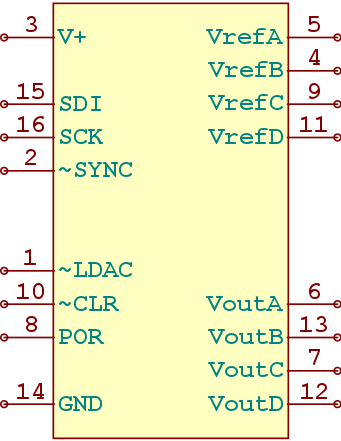 3 V+ VrefA 5
VrefB 4
15 SDI VrefC 9
16 SCK VrefD 11
2 ~SYNC
1 ~LDAC
10 ~CLR VoutA 6
8 POR VoutB 13
VoutC 7
14 GND VoutD 12